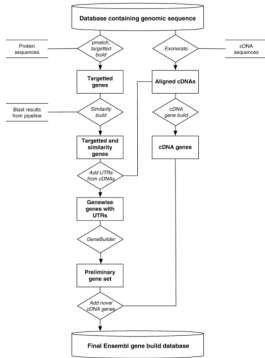 Database containing genomic sequence
Protein
sequences
pmatch,
targetted
build
Exonerate
cDNA
sequences
Targetted
genes
Aligned cDNAs
Blast results
from pipeline
Similarity
build
cDNA
gene build
Targetted and
similarity
genes
cDNA genes
Add UTRs
from cDNAs
Genewise
genes with
UTRs
GeneBuilder
Preliminary
gene set
Add novel
cDNA genes
Final Ensembl gene build database